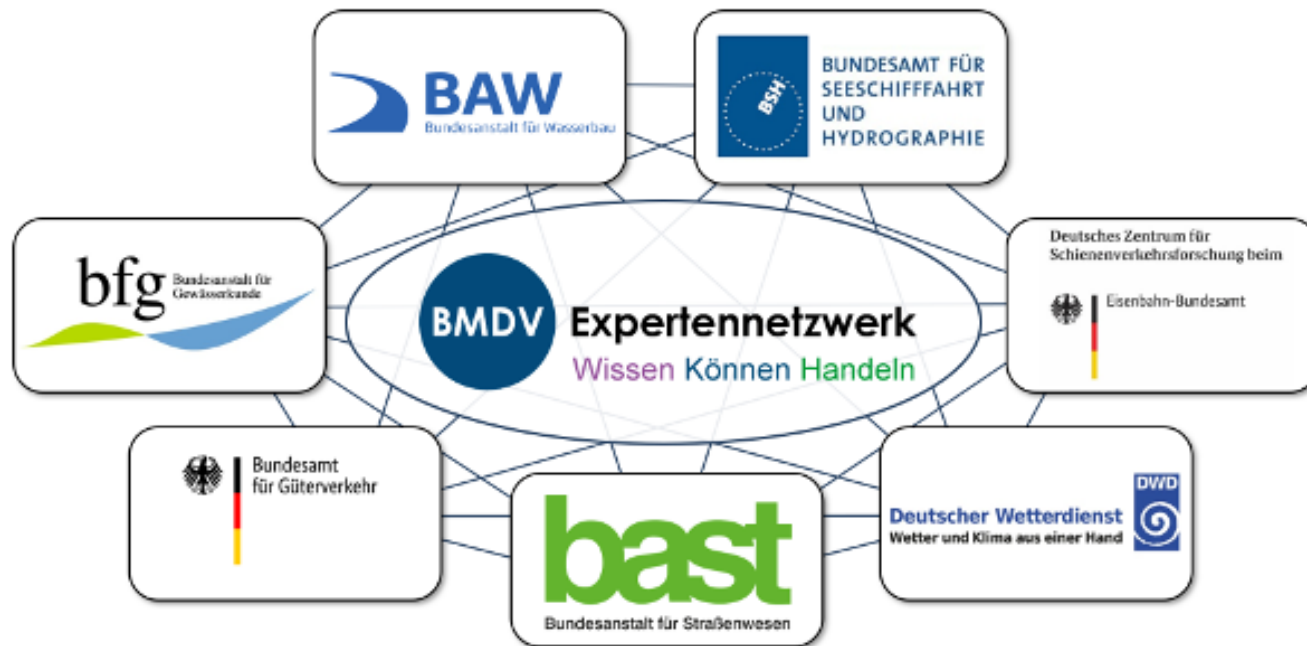 BAW
Bundesanstalt für Wasserbau
BSH
BUNDESAMT FÜR
SEESCHIFFFAHRT
UND
HYDROGRAPHIE
bfg
Bundesanstalt für
Gewässerkunde
BMDV Expertennetzwerk
Wissen Können Handeln
Deutsches Zentrum für
Schienenverkehrsforschung beim
Eisenbahn-Bundesamt
Bundesamt
für Güterverkehr
bast
Bundesanstalt für Straßenwesen
DWD
Deutscher Wetterdienst
Wetter und Klima aus einer Hand